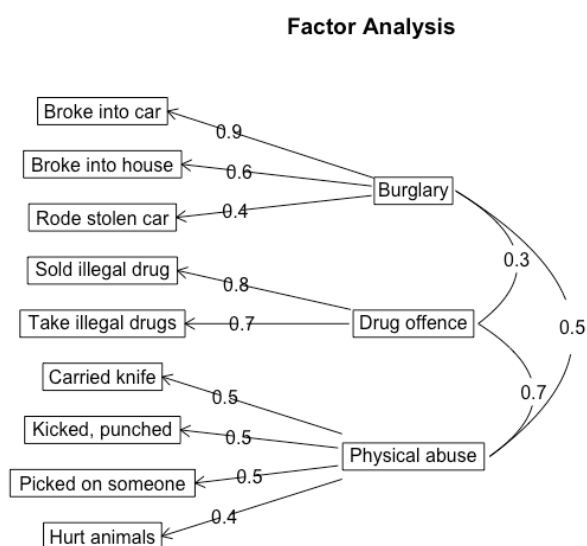 Factor Analysis
Broke into car
0.9
Broke into house
0.6
Burglary
Rode stolen car
0.4
0.3
Sold illegal drug
0.8
Take illegal drugs
0.7
Drug offence
0.5
Carried knife
0.5
0.7
Kicked, punched
0.5
Physical abuse
Picked on someone
0.5
0.4
Hurt animals